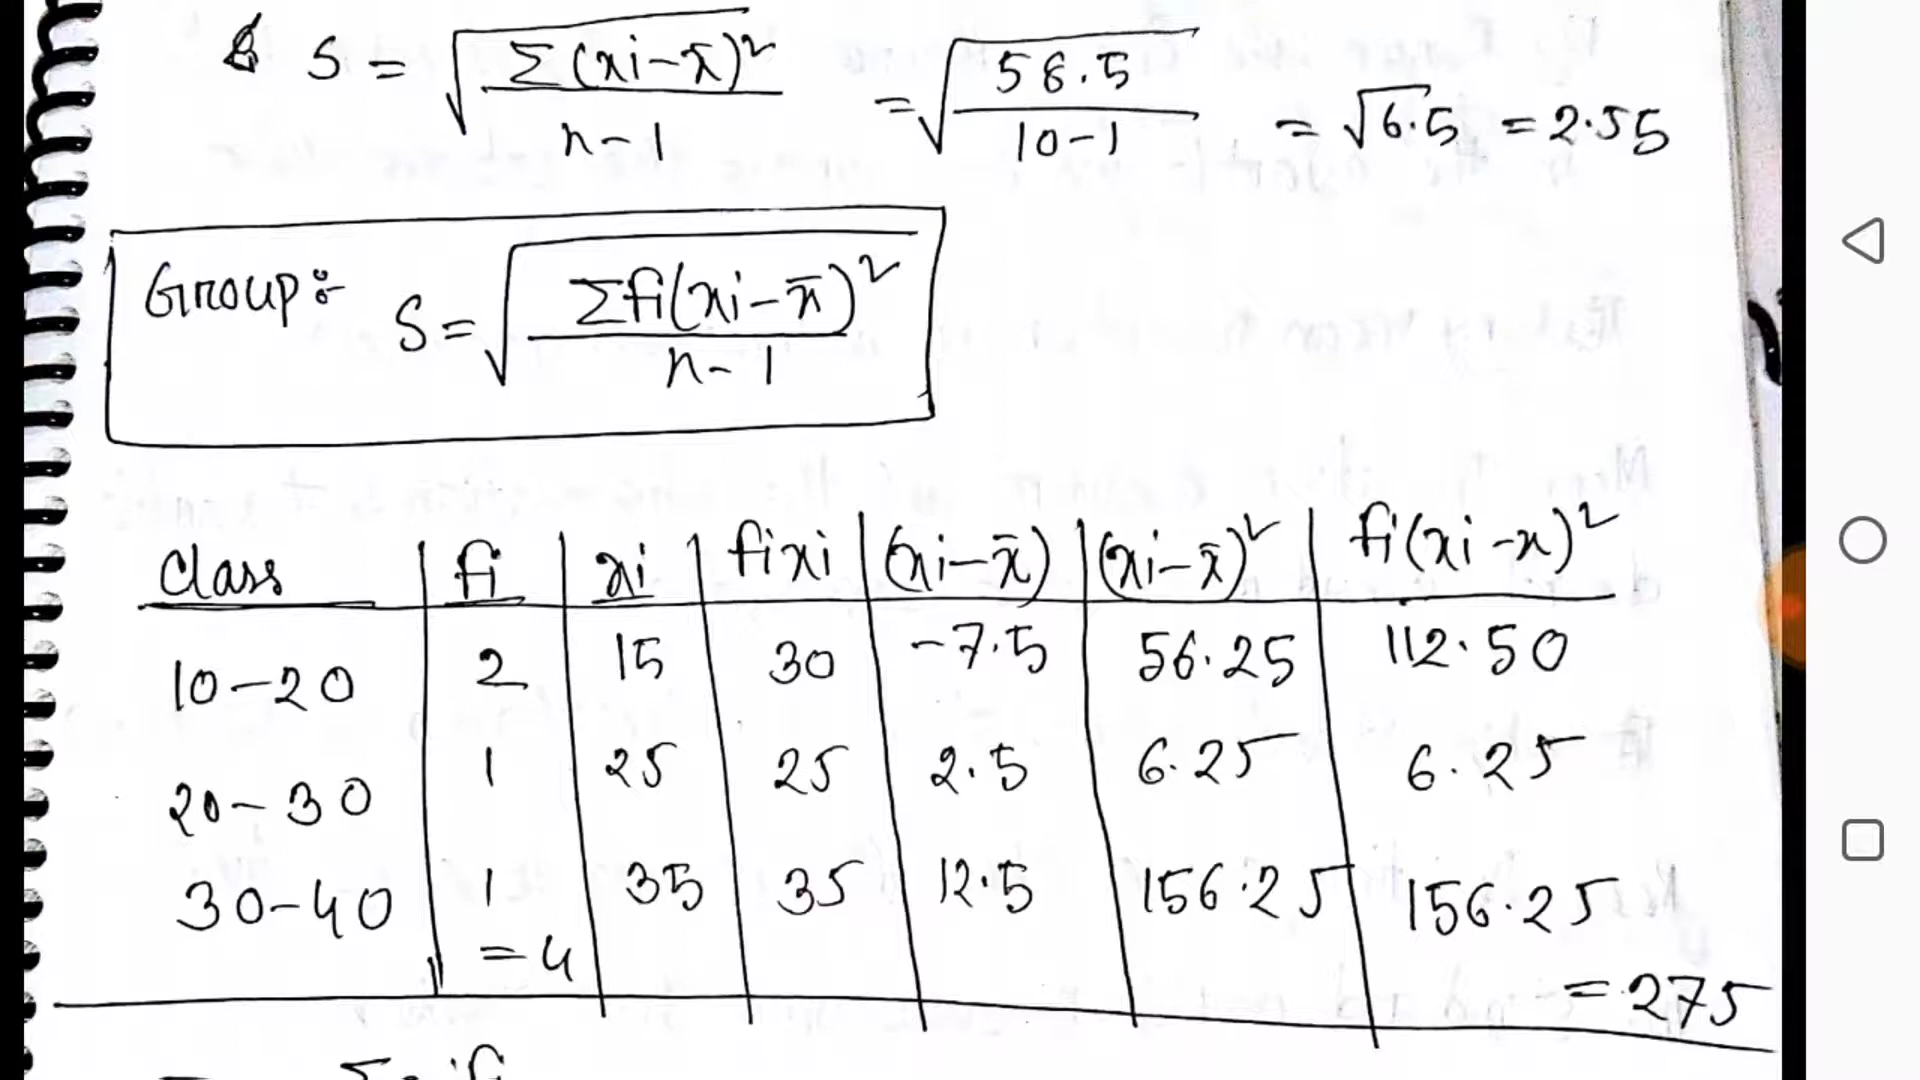 S = √(Σ(xi-x̄)² / n-1) = √(58.5 / 10-1) = √6.5 = 2.55
Group:- S = √(Σfi(xi-x̄)² / n-1)
Class | fi | xi | fixi | (xi-x̄) | (xi-x̄)² | fi(xi-x)²
10-20 | 2 | 15 | 30 | -7.5 | 56.25 | 112.50
20-30 | 1 | 25 | 25 | 2.5 | 6.25 | 6.25
30-40 | 1 | 35 | 35 | 12.5 | 156.25 | 156.25
= 4 = 275